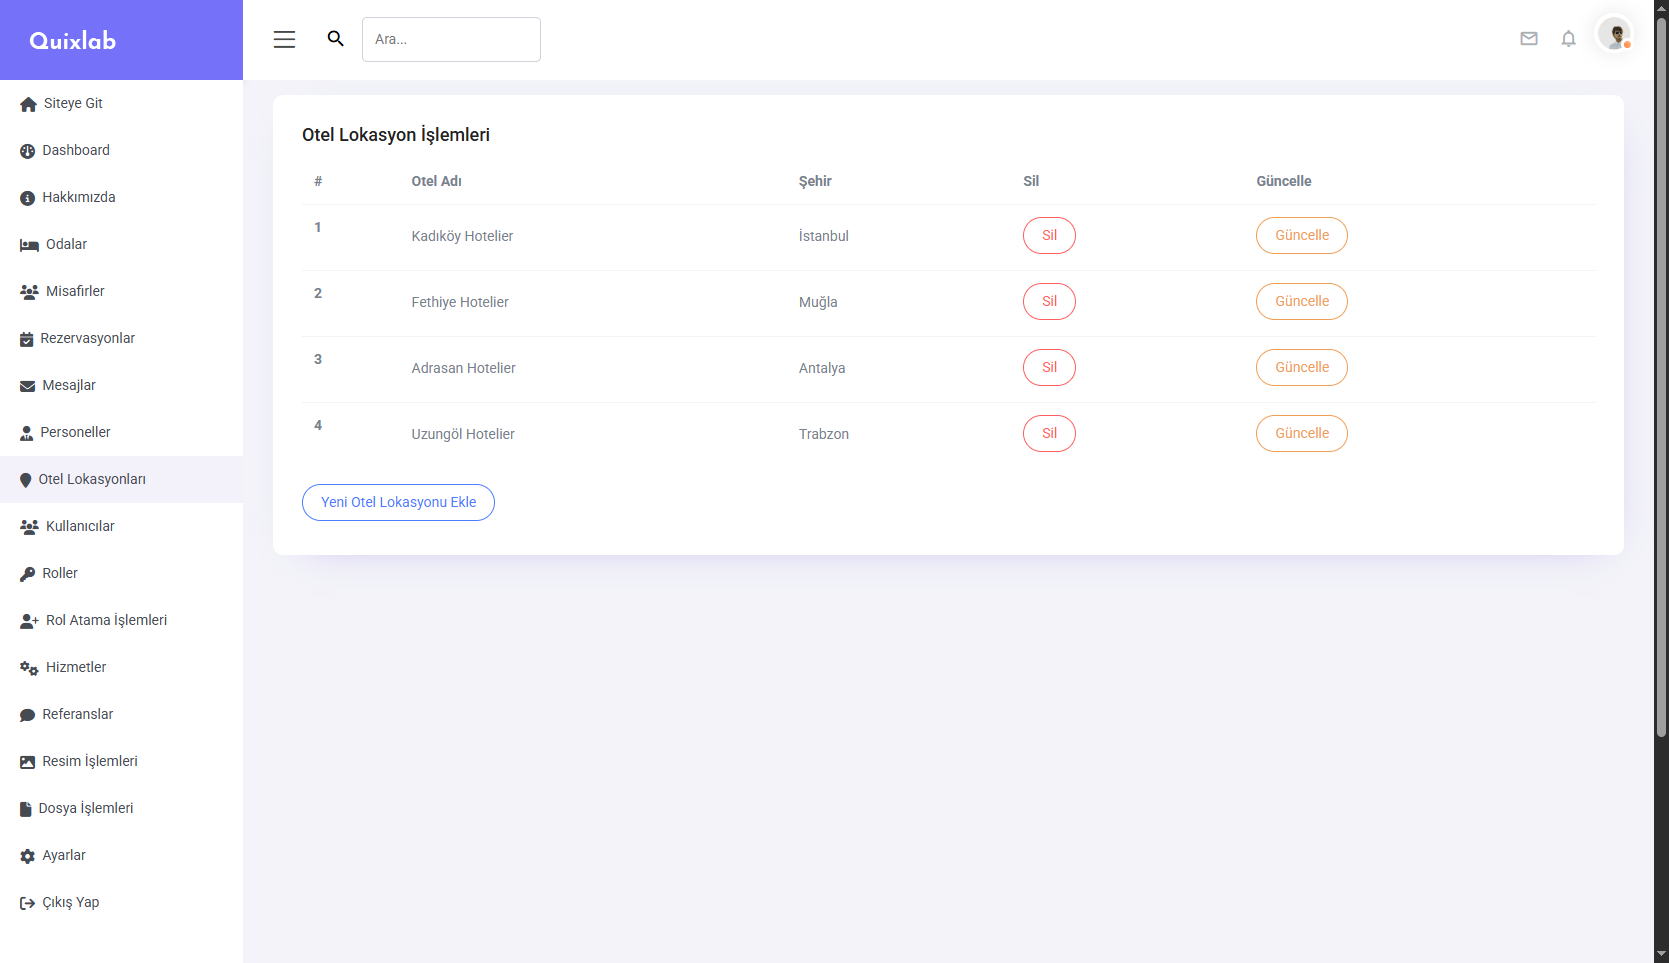 Quixlab
Ara...
Siteye Git
Dashboard
Hakkımızda
Odalar
Misafirler
Rezervasyonlar
Mesajlar
Personeller
Otel Lokasyonları
Kullanıcılar
Roller
Rol Atama İşlemleri
Hizmetler
Referanslar
Resim İşlemleri
Dosya İşlemleri
Ayarlar
Çıkış Yap
Otel Lokasyon İşlemleri
# Otel Adı Şehir Sil Güncelle
1 Kadıköy Hotelier İstanbul Sil Güncelle
2 Fethiye Hotelier Muğla Sil Güncelle
3 Adrasan Hotelier Antalya Sil Güncelle
4 Uzungöl Hotelier Trabzon Sil Güncelle
Yeni Otel Lokasyonu Ekle